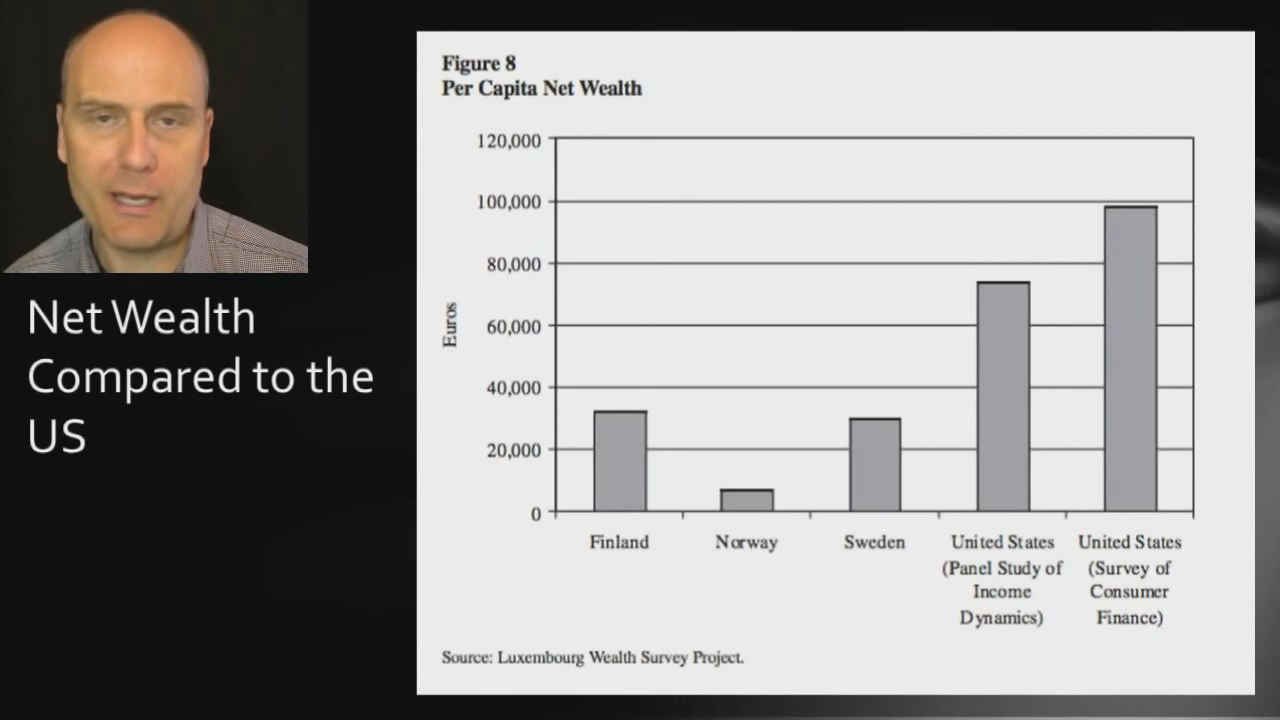 Net Wealth
Compared to the
US
Figure 8
Per Capita Net Wealth
Euros
120,000
100,000
80,000
60,000
40,000
20,000
0
Finland
Norway
Sweden
United States
(Panel Study of
Income
Dynamics)
United States
(Survey of
Consumer
Finance)
Source: Luxembourg Wealth Survey Project.